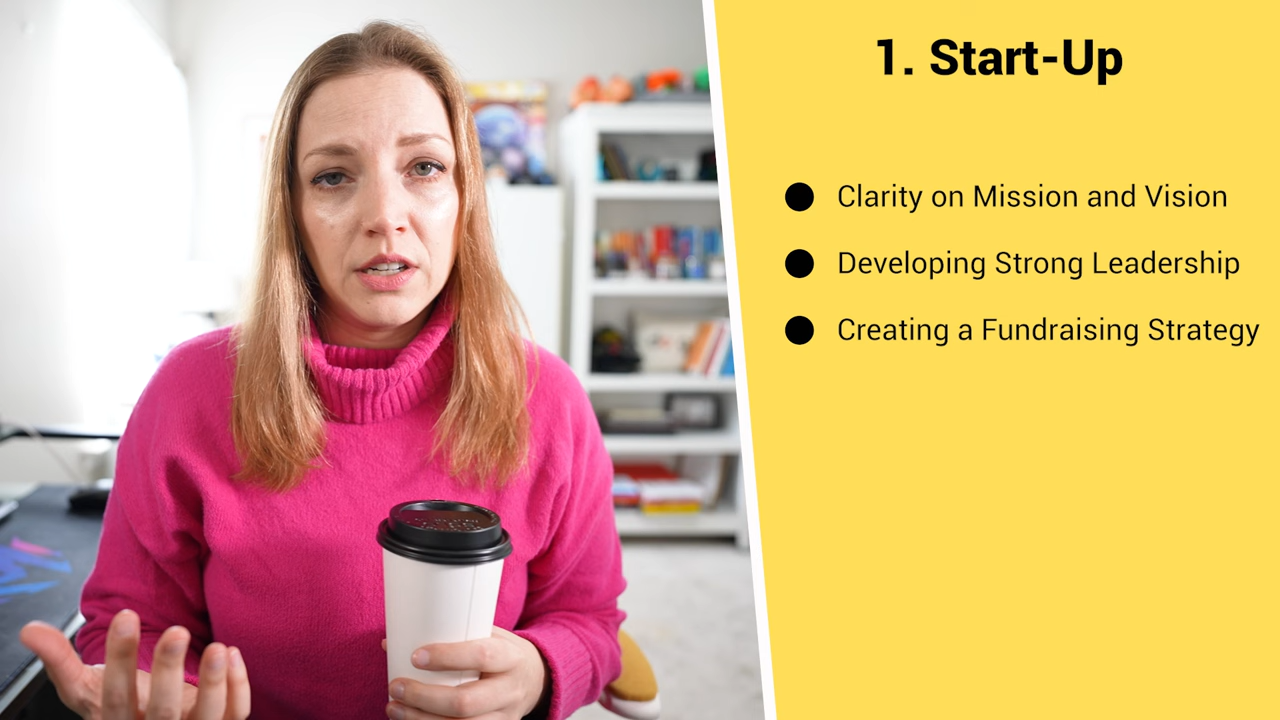 1. Start-Up
Clarity on Mission and Vision
Developing Strong Leadership
Creating a Fundraising Strategy